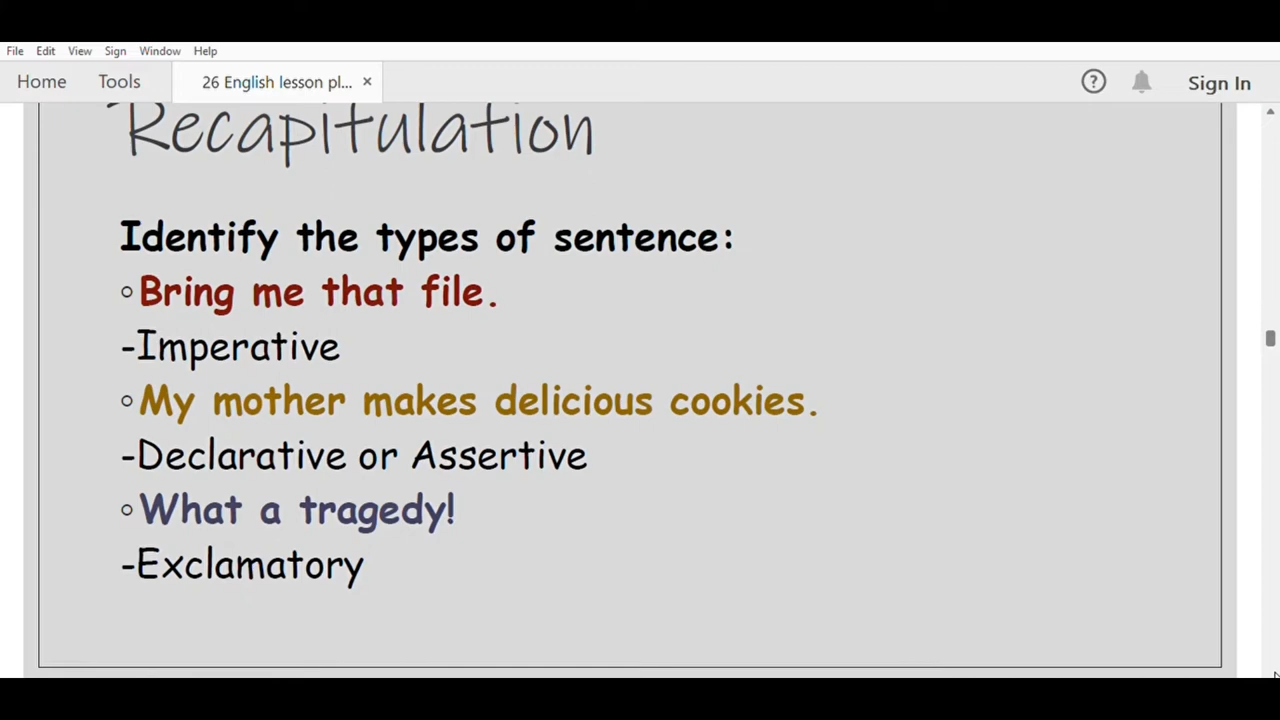 File Edit View Sign Window Help
Home Tools 26 English lesson pl... × ? Sign In
Recapitulation
Identify the types of sentence:
◦Bring me that file.
-Imperative
◦My mother makes delicious cookies.
-Declarative or Assertive
◦What a tragedy!
-Exclamatory